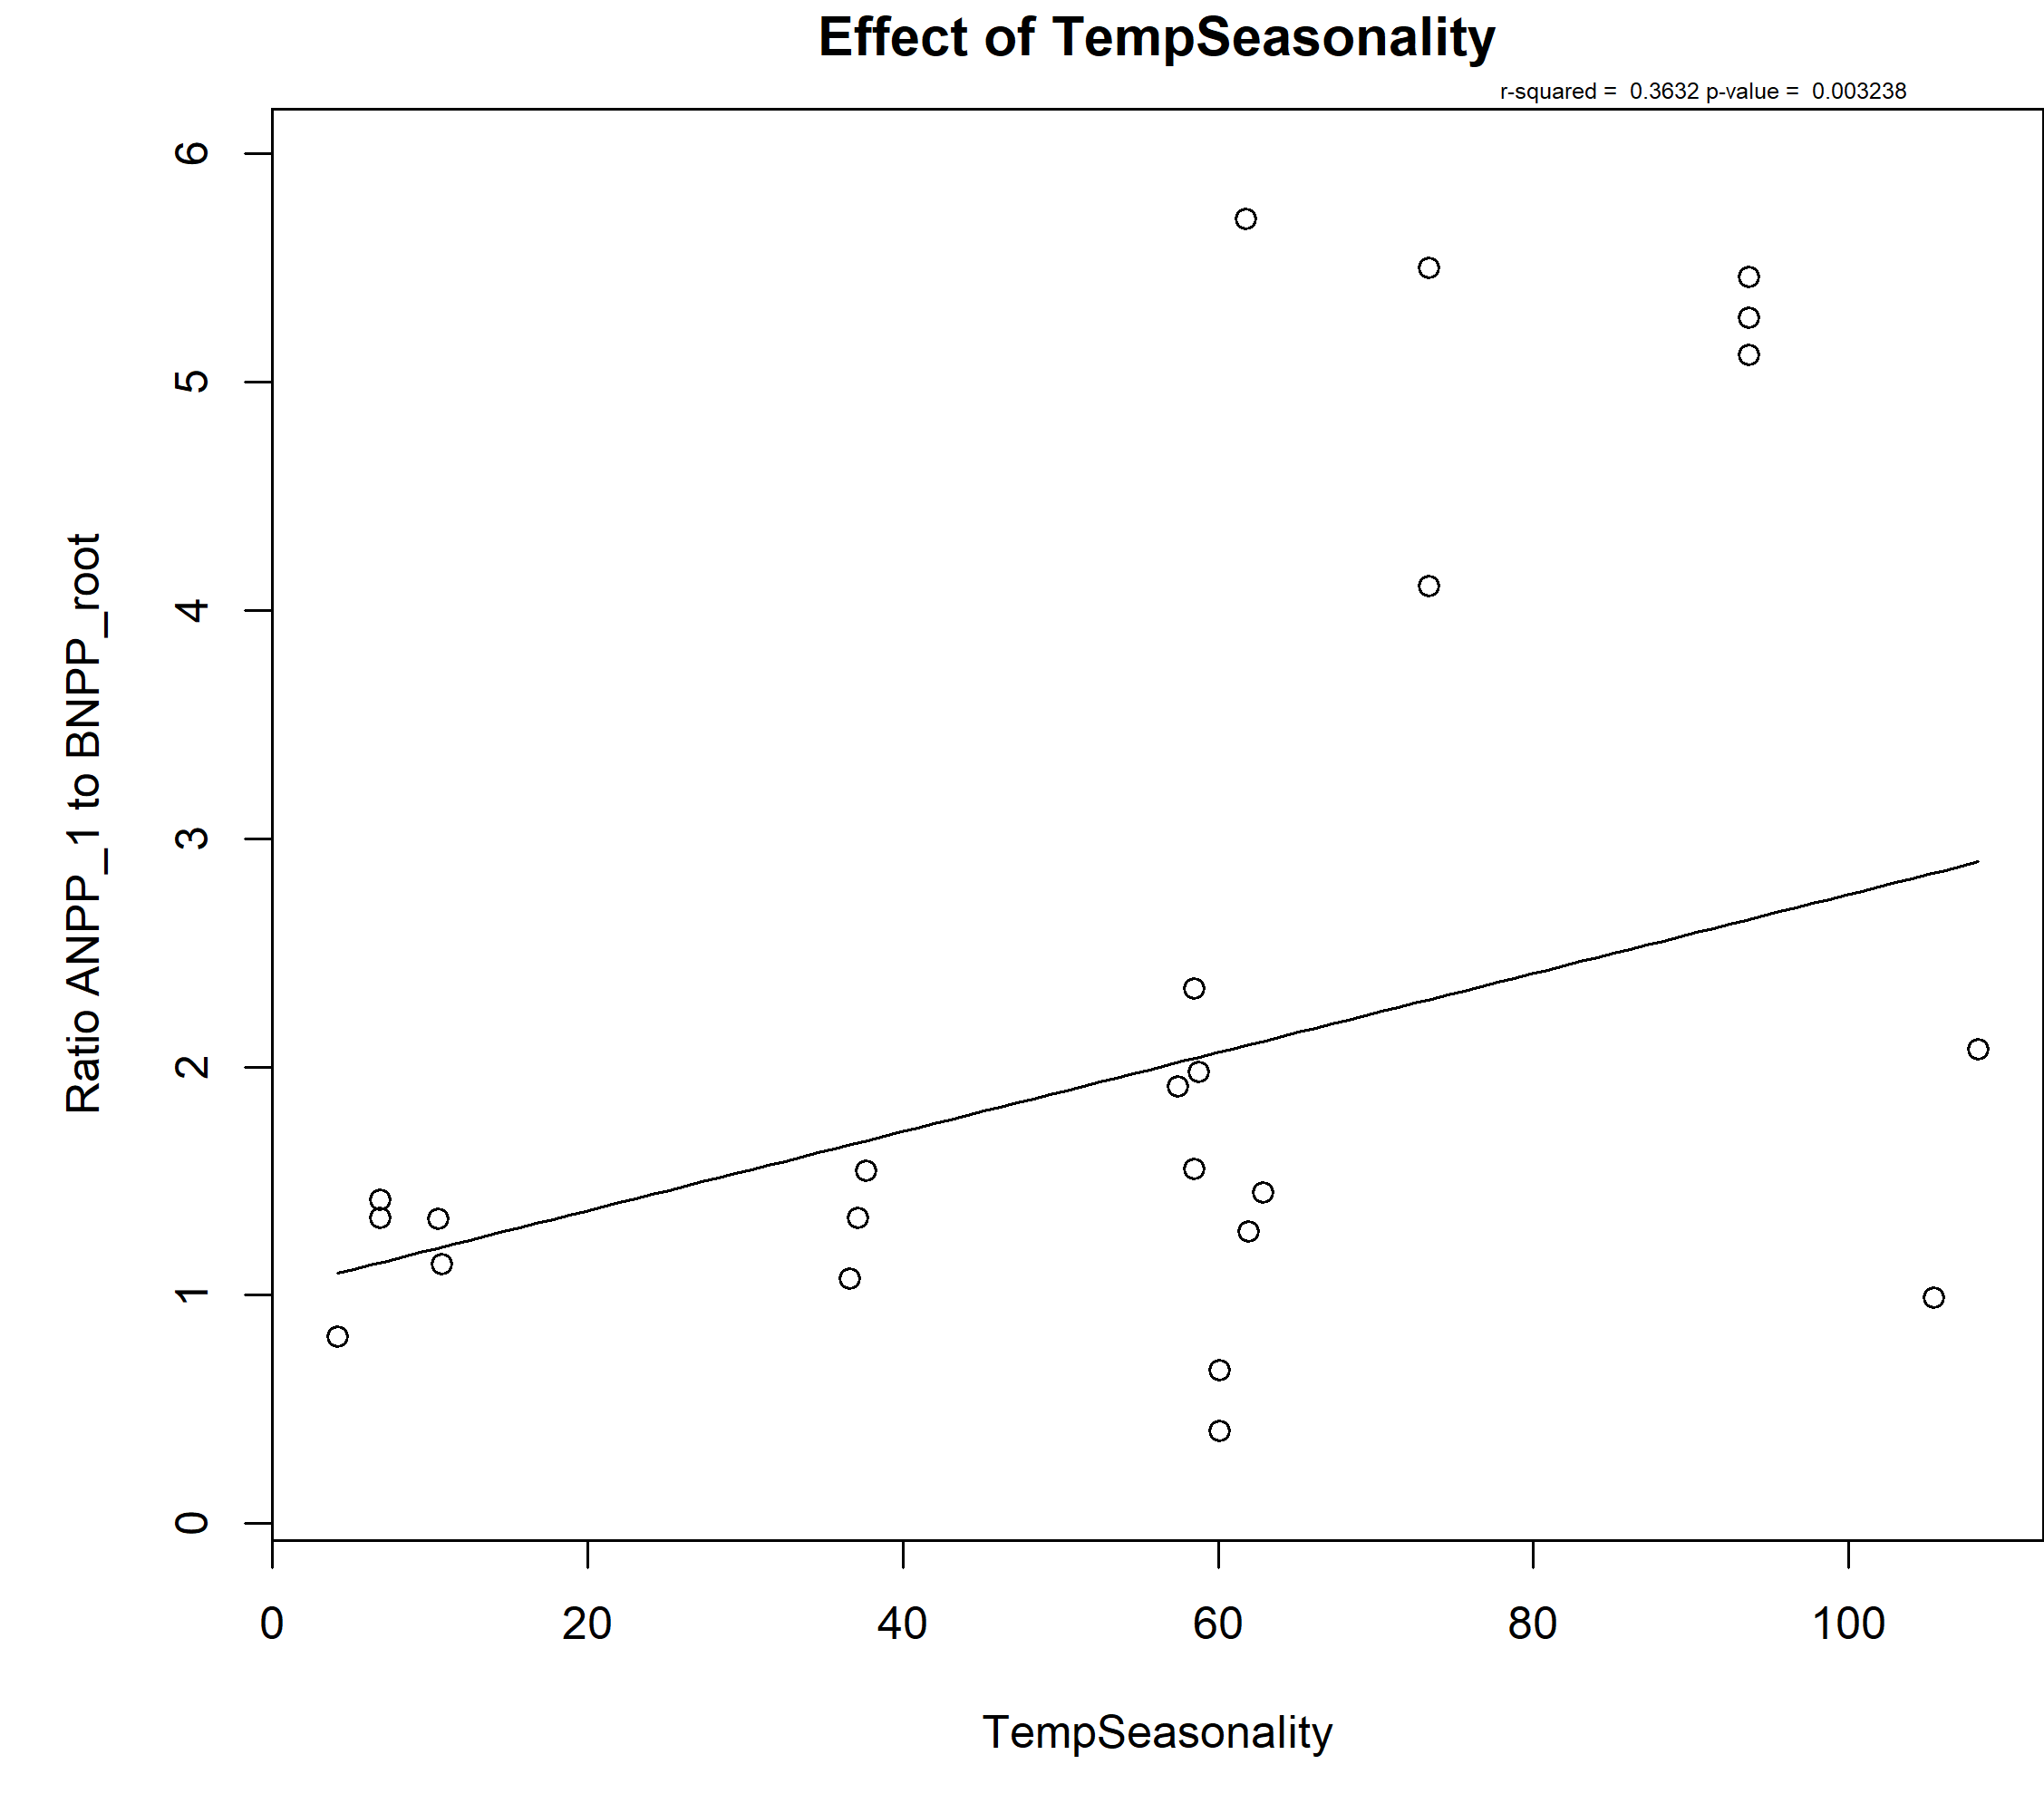 Effect of TempSeasonality
r-squared =  0.3632 p-value =  0.003238
Ratio ANPP_1 to BNPP_root
6
5
4
3
2
1
0
0 20 40 60 80 100
TempSeasonality